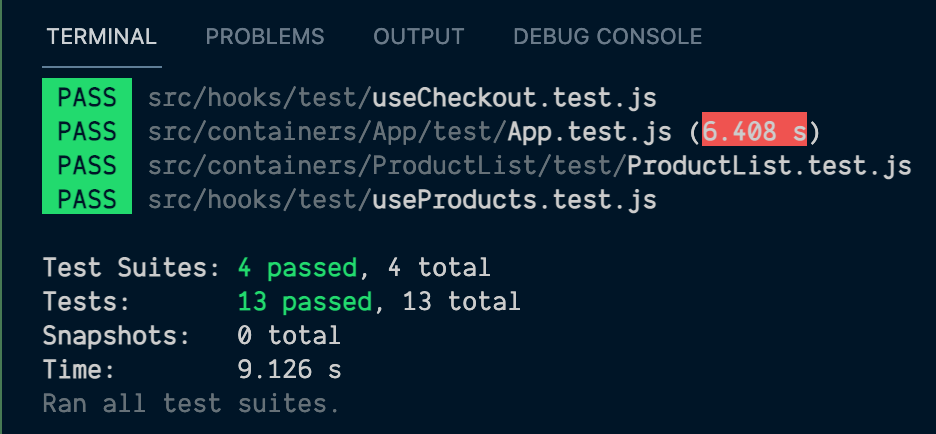 TERMINAL PROBLEMS OUTPUT DEBUG CONSOLE
PASS src/hooks/test/useCheckout.test.js
PASS src/containers/App/test/App.test.js (6.408 s)
PASS src/containers/ProductList/test/ProductList.test.js
PASS src/hooks/test/useProducts.test.js
Test Suites: 4 passed, 4 total
Tests: 13 passed, 13 total
Snapshots: 0 total
Time: 9.126 s
Ran all test suites.